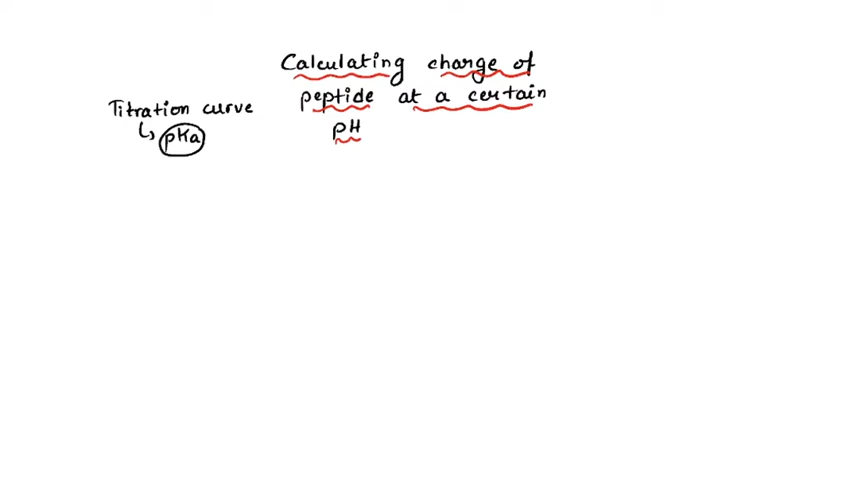 Calculating charge of
peptide at a certain
pH
Titration curve
↳ pKa